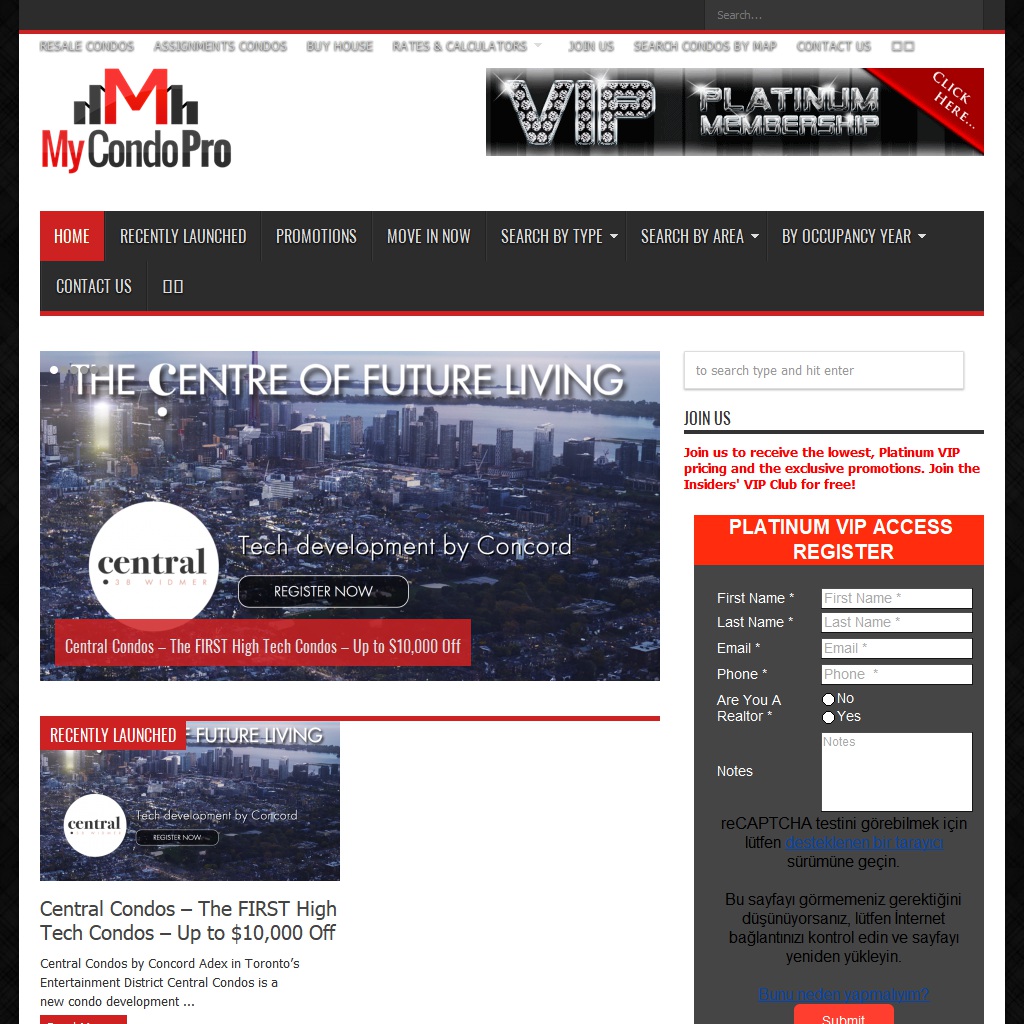 Search...
RESALE CONDOS ASSIGNMENTS CONDOS BUY HOUSE RATES & CALCULATORS JOIN US SEARCH CONDOS BY MAP CONTACT US
MyCondoPro
VIP PLATINUM MEMBERSHIP CLICK HERE...
HOME RECENTLY LAUNCHED PROMOTIONS MOVE IN NOW SEARCH BY TYPE SEARCH BY AREA BY OCCUPANCY YEAR
CONTACT US
THE CENTRE OF FUTURE LIVING
central
3B WIDMER
Tech development by Concord
REGISTER NOW
Central Condos – The FIRST High Tech Condos – Up to $10,000 Off
RECENTLY LAUNCHED
FUTURE LIVING
central
Tech development by Concord
REGISTER NOW
Central Condos – The FIRST High
Tech Condos – Up to $10,000 Off
Central Condos by Concord Adex in Toronto’s
Entertainment District Central Condos is a
new condo development ...
Read More
to search type and hit enter
JOIN US
Join us to receive the lowest, Platinum VIP
pricing and the exclusive promotions. Join the
Insiders' VIP Club for free!
PLATINUM VIP ACCESS
REGISTER
First Name * First Name *
Last Name * Last Name *
Email * Email *
Phone * Phone *
Are You A
Realtor *
No
Yes
Notes
Notes
reCAPTCHA testini görebilmek için
lütfen desteklenen bir tarayıcı
sürümüne geçin.
Bu sayfayı görmemeniz gerektiğini
düşünüyorsanız, lütfen İnternet
bağlantınızı kontrol edin ve sayfayı
yeniden yükleyin.
Bunu neden yapmalıyım?
Submit